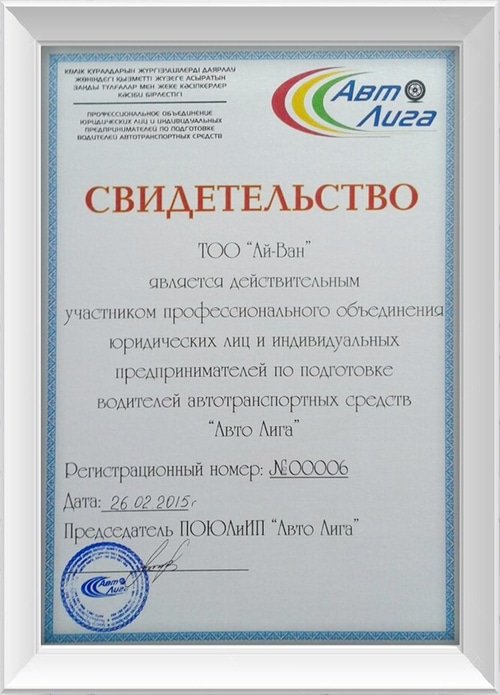 КӨЛІК ҚҰРАЛДАРЫН ЖҮРГІЗУШІЛЕРДІ ДАЯРЛАУ
ЖӨНІНДЕГІ ҚЫЗМЕТТІ ЖҮЗЕГЕ АСЫРАТЫН
ЗАҢДЫ ТҰЛҒАЛАР МЕН ЖЕКЕ КӘСІПКЕРЛЕР
КӘСІБИ БІРЛЕСТІГІ
ПРОФЕССИОНАЛЬНОЕ ОБЪЕДИНЕНИЕ
ЮРИДИЧЕСКИХ ЛИЦ И ИНДИВИДУАЛЬНЫХ
ПРЕДПРИНИМАТЕЛЕЙ ПО ПОДГОТОВКЕ
ВОДИТЕЛЕЙ АВТОТРАНСПОРТНЫХ СРЕДСТВ
Авто
Лига
СВИДЕТЕЛЬСТВО
ТОО "Ай-Ван"
является действительным
участником профессионального объединения
юридических лиц и индивидуальных
предпринимателей по подготовке
водителей автотранспортных средств
"Авто Лига"
Регистрационный номер: №00006
Дата: 26.02.2015г
Председатель ПОЮЛиИП "Авто Лига"
Авто
Лига